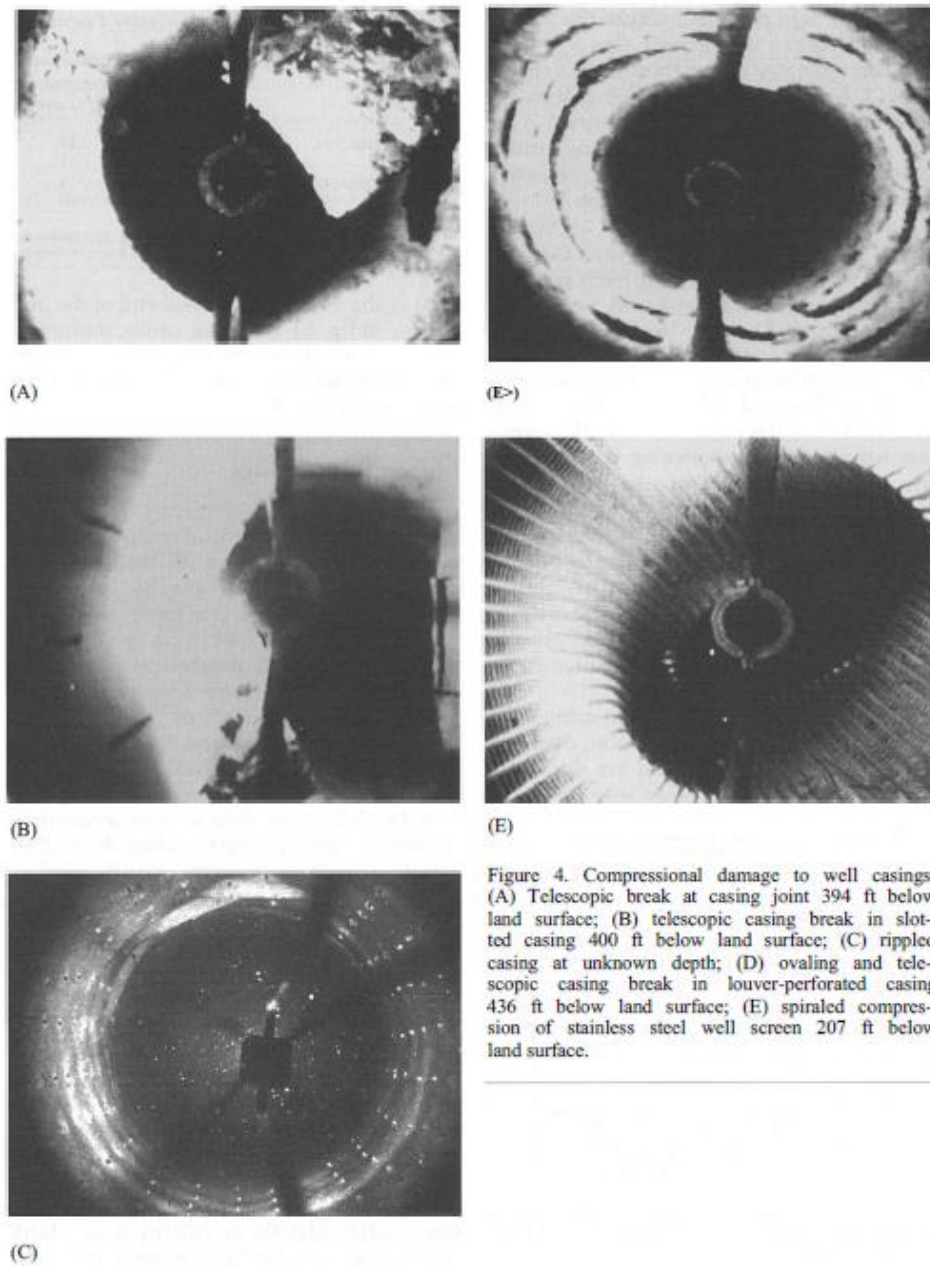 (A)
(E>)
(B)
(E)
Figure 4. Compressional damage to well casings
(A) Telescopic break at casing joint 394 ft below
land surface; (B) telescopic casing break in slot-
ted casing 400 ft below land surface; (C) rippled
casing at unknown depth; (D) ovaling and tele-
scopic casing break in louver-perforated casing
436 ft below land surface; (E) spiraled compres-
sion of stainless steel well screen 207 ft below
land surface.
(C)